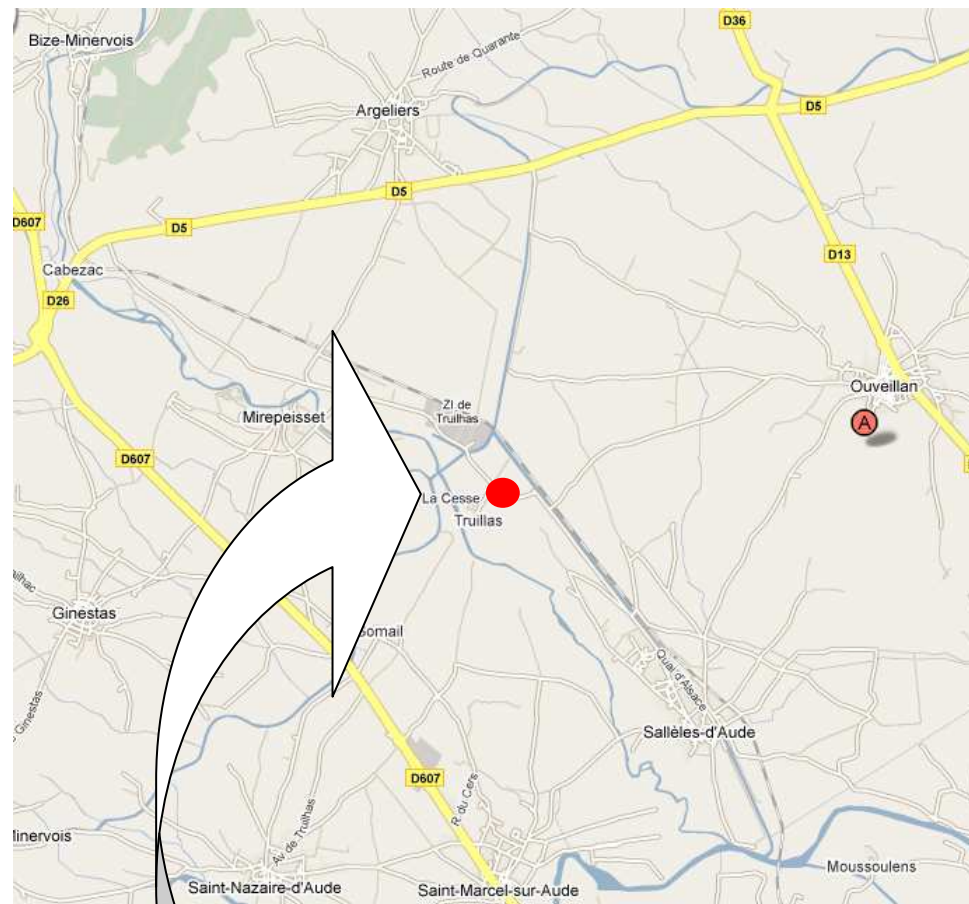 D36
Bize-Minervois
Route de Quarante
Argeliers
D5
D5
D607
D5
D13
Cabezac
D26
Ouveillan
ZI de
Truilhas
Mirepeisset
A
D607
La Cesse
Truillas
Ginestas
Somail
Quai d'Alsace
Ginestas
Sallèles-d'Aude
D607
R du Cers
Minervois
Av de Truilhas
Moussoulens
Saint-Nazaire-d'Aude
Saint-Marcel-sur-Aude